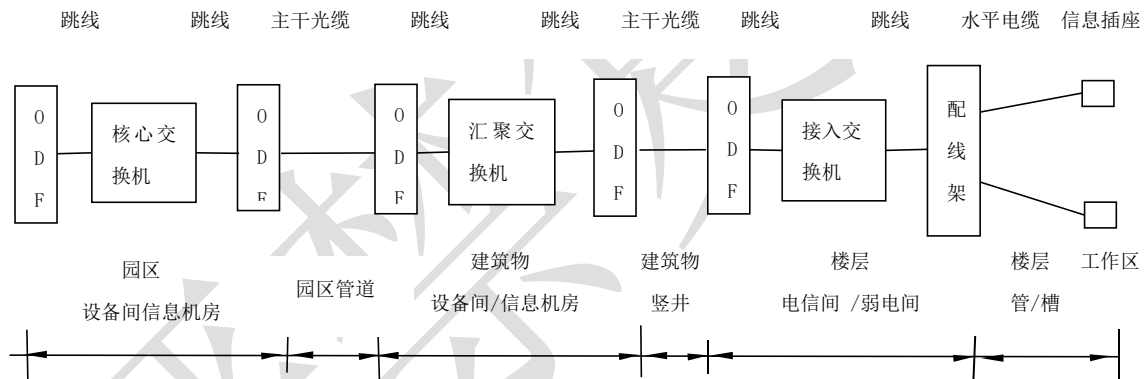 跳线 跳线 主干光缆 跳线 跳线 主干光缆 跳线 跳线 水平电缆 信息插座
O
D
F
核心交
换机
O
D
F
O
D
F
汇聚交
换机
O
D
F
O
D
F
接入交
换机
配
线
架
园区
设备间信息机房
园区管道
建筑物
设备间/信息机房
建筑物
竖井
楼层
电信间 /弱电间
楼层
管/槽
工作区